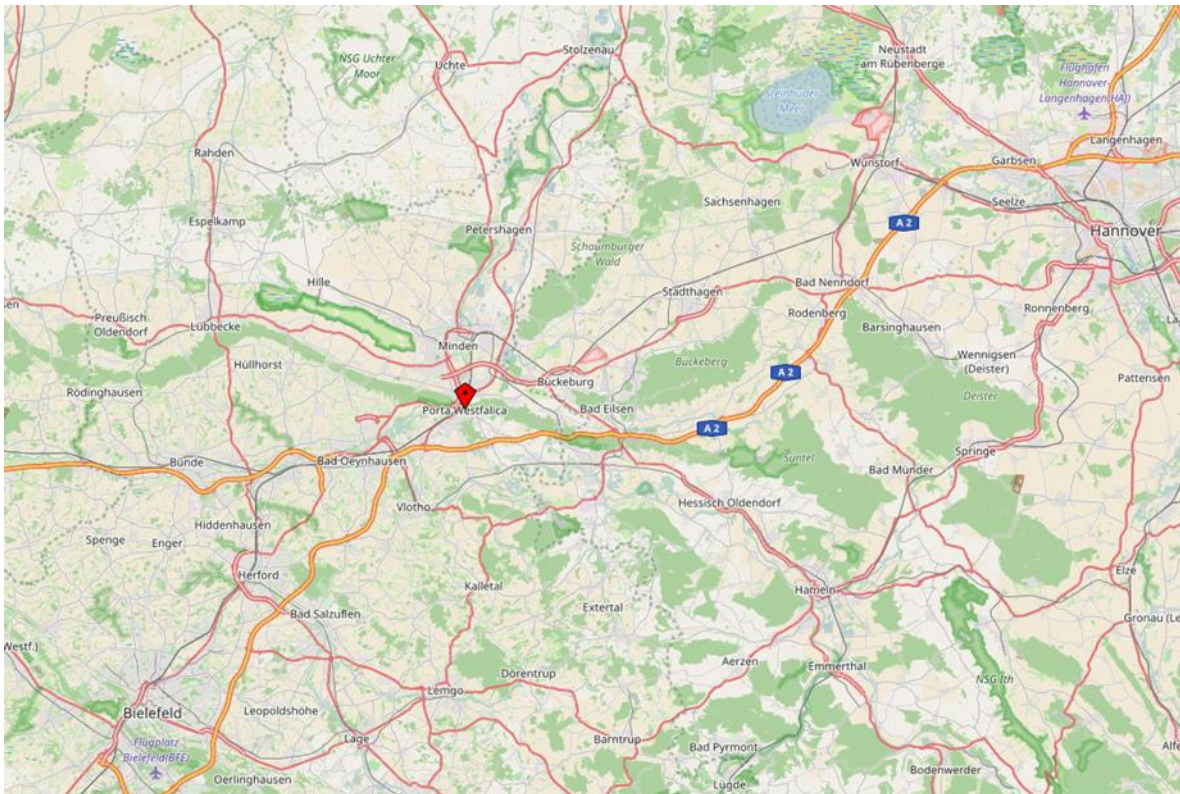 Stolzenau
NSG Uchter
Moor
Uchte
Neustadt
am Rübenberge
Flughafen
Hannover-
Langenhagen(HAJ)
Steinhuder
Meer
Langenhagen
Rahden
Wunstorf
Garbsen
Seelze
Sachsenhagen
Espelkamp
Petershagen
A 2
Hannover
Schaumburger
Wald
Hille
Stadthagen
Bad Nenndorf
Ronnenberg
Preußisch
Oldendorf
Lübbecke
Rodenberg
Barsinghausen
Minden
Hüllhorst
Bückeberg
Wennigsen
(Deister)
A 2
Pattensen
Rödinghausen
Bückeburg
Deister
Porta Westfalica
Bad Eilsen
A 2
Bünde
Bad Oeynhausen
Süntel
Bad Münder
Springe
Vlotho
Hessisch Oldendorf
Hiddenhausen
Spenge
Enger
Herford
Kalletal
Elze
Bad Salzuflen
Extertal
Hameln
Gronau (Le
Westf.)
Aerzen
Emmerthal
NSG Ith
Dörentrup
Lemgo
Bielefeld
Leopoldshöhe
Lage
Barntrup
Bad Pyrmont
Flugplatz
Bielefeld(BFE)
Oerlinghausen
Lügde
Bodenwerder
Alfe